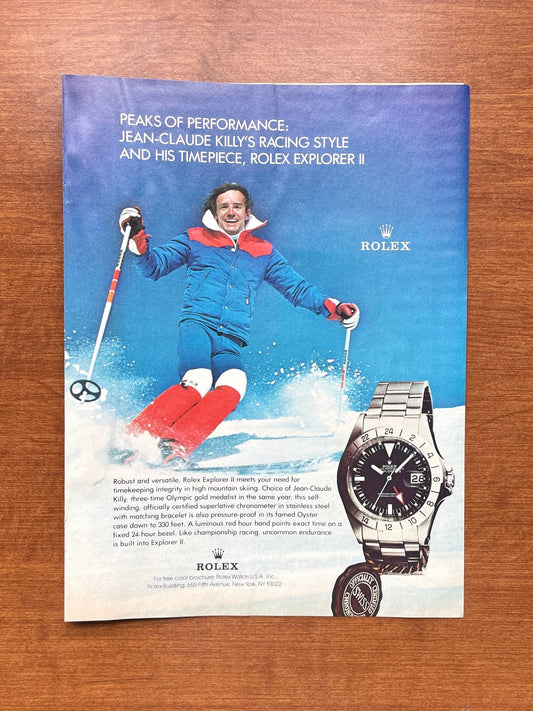 PEAKS OF PERFORMANCE:
JEAN-CLAUDE KILLY'S RACING STYLE
AND HIS TIMEPIECE, ROLEX EXPLORER II
ROLEX
Robust and versatile, Rolex Explorer II meets your need for
timekeeping integrity in high mountain skiing. Choice of Jean-Claude
Killy, three-time Olympic gold medalist in the same year, this self-
winding, officially certified superlative chronometer in stainless steel
with matching bracelet is also pressure-proof in its famed Oyster
case down to 330 feet. A luminous red hour hand points exact time on a
fixed 24-hour bezel. Like championship racing, uncommon endurance
is built into Explorer II.
ROLEX
For free color brochure: Rolex Watch U.S.A., Inc.,
Rolex Building, 665 Fifth Avenue, New York, NY 10022
ROLEX
SWISS